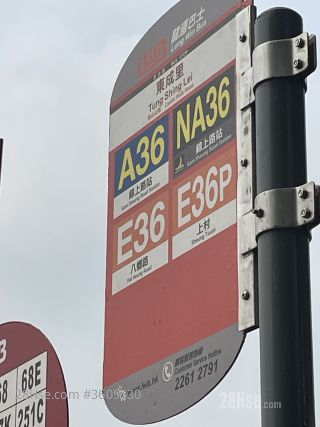 LWB 龍運巴士
Long Win Bus
東成里
Tung Shing Lei
A36
錦上路站
Kam Sheung Road Station
NA36
錦上路站
Kam Sheung Road Station
E36
八鄉路
Pat Heung Road
E36P
上村
Sheung Tsuen
顧客服務熱線
Customer Service Hotline
2261 2791
68E
251C
28Hse.com